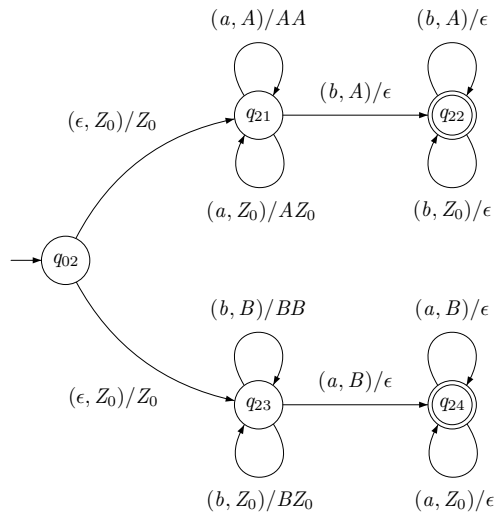 (a, A)/AA
(b, A)/ϵ
(b, A)/ϵ
(ϵ, Z₀)/Z₀
q₂₁
q₂₂
(a, Z₀)/AZ₀
(b, Z₀)/ϵ
q₀₂
(b, B)/BB
(a, B)/ϵ
(a, B)/ϵ
(ϵ, Z₀)/Z₀
q₂₃
q₂₄
(b, Z₀)/BZ₀
(a, Z₀)/ϵ